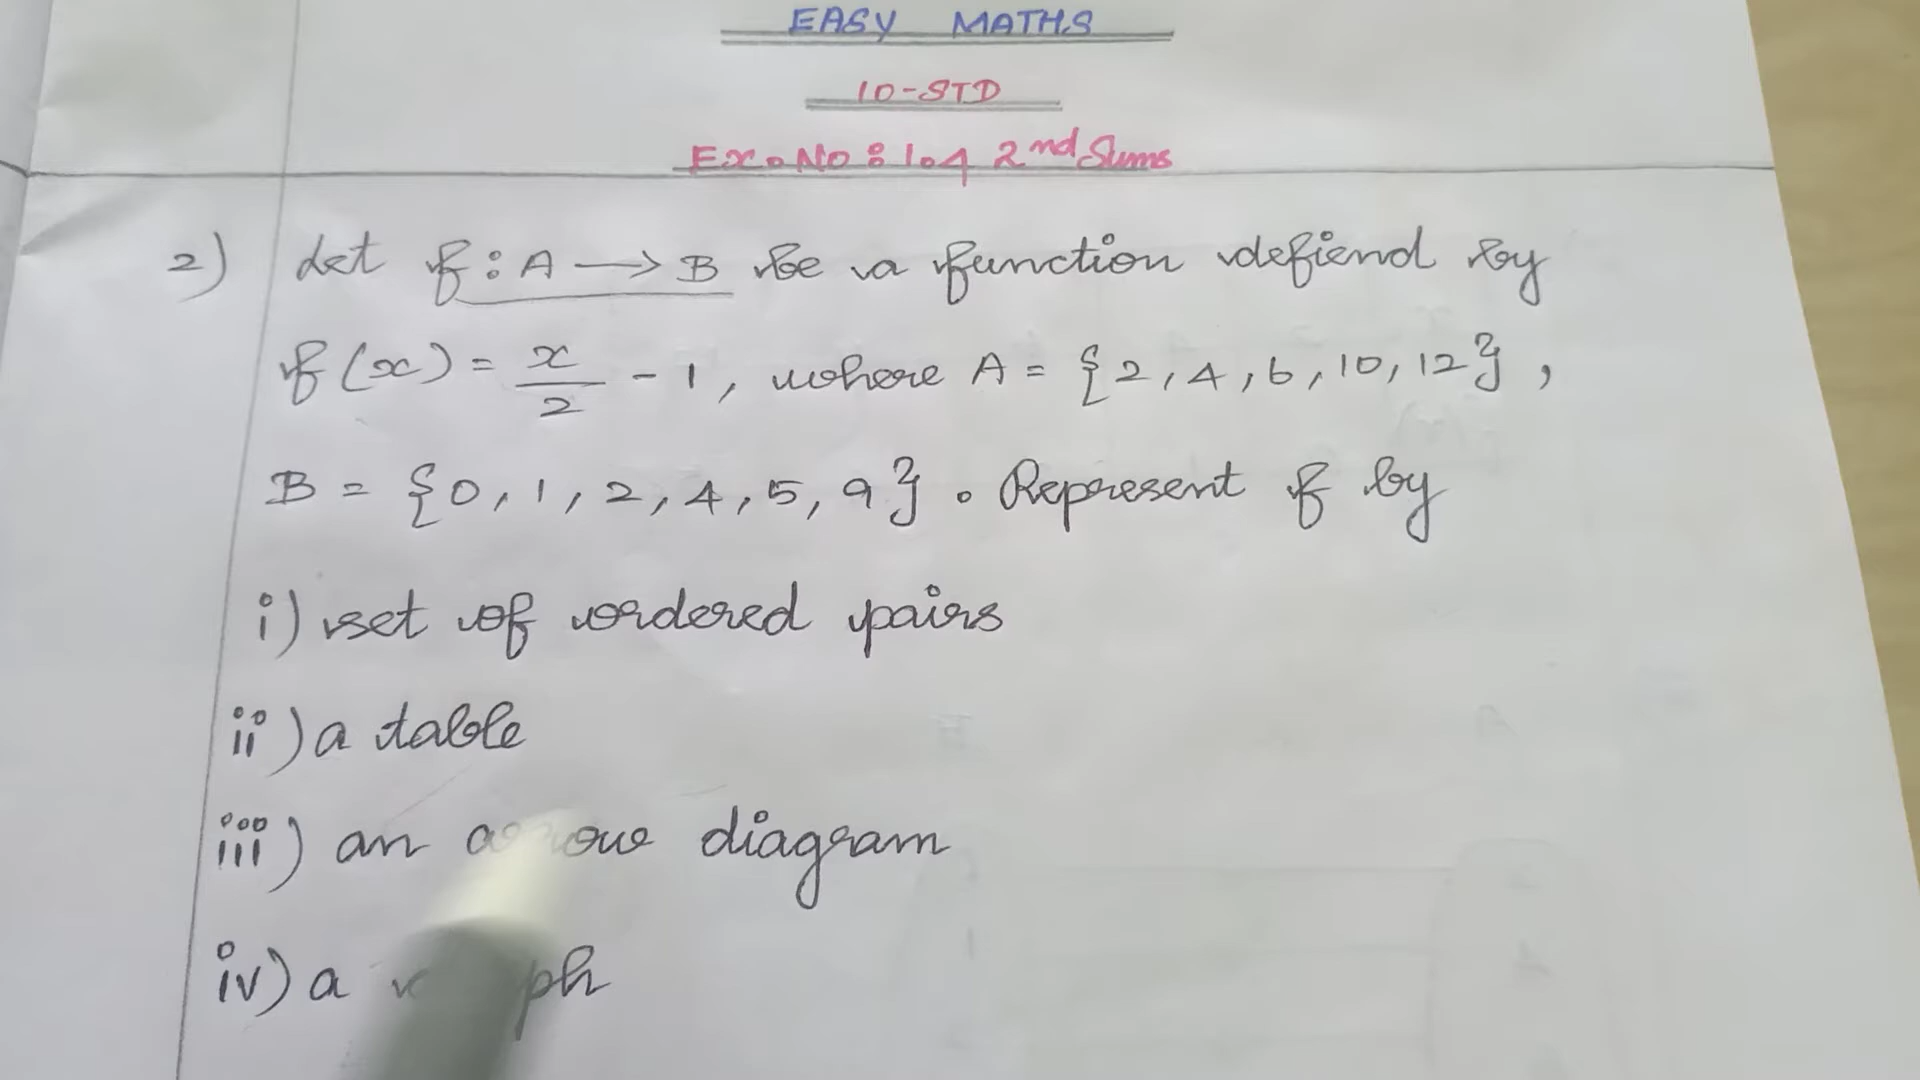 EASY MATHS
10-STD
Ex.No: 1.4 2nd Sums
2) Let f: A → B be a function defiend by
f(x) = x/2 - 1, where A = {2, 4, 6, 10, 12},
B = {0, 1, 2, 4, 5, 9}. Represent f by
i) set of ordered pairs
ii) a table
iii) an diagram
iv) a